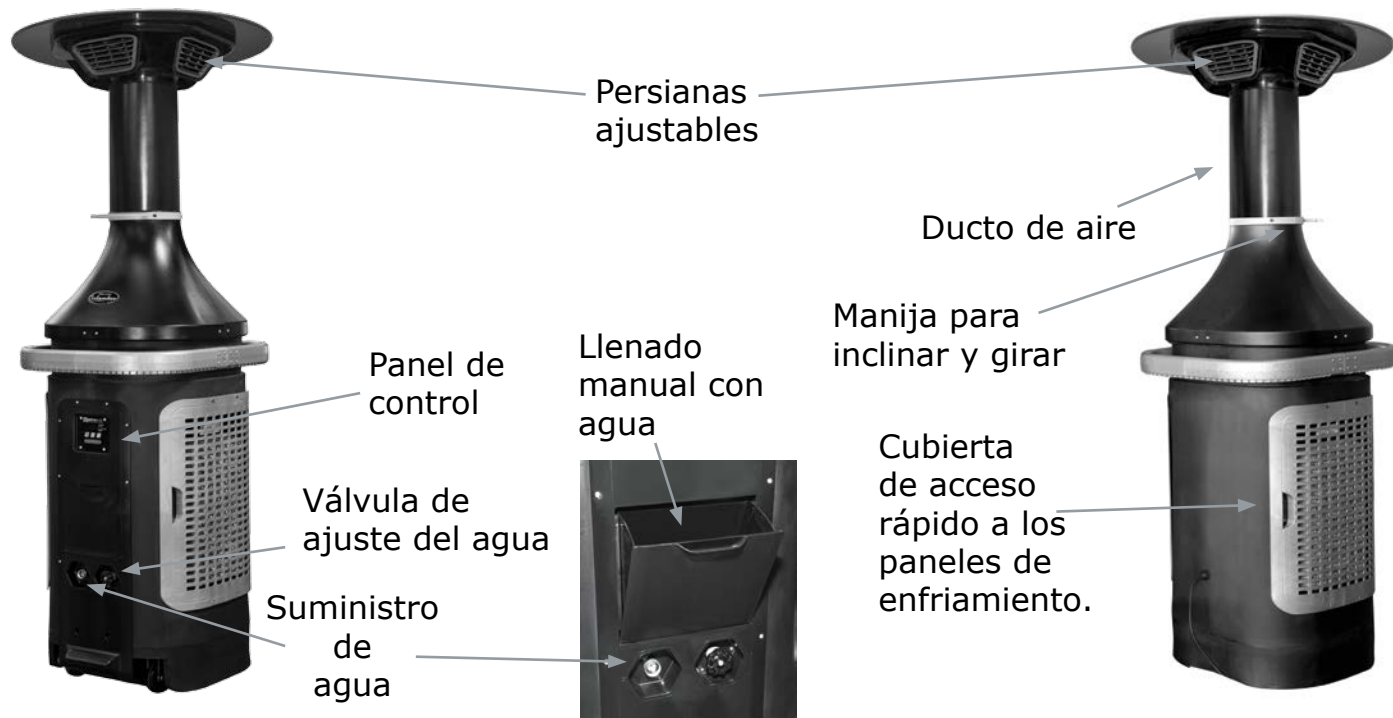 Persianas
ajustables
Ducto de aire
Manija para
inclinar y girar
Panel de
control
Llenado
manual con
agua
Válvula de
ajuste del agua
Cubierta
de acceso
rápido a los
paneles de
enfriamiento.
Suministro
de
agua